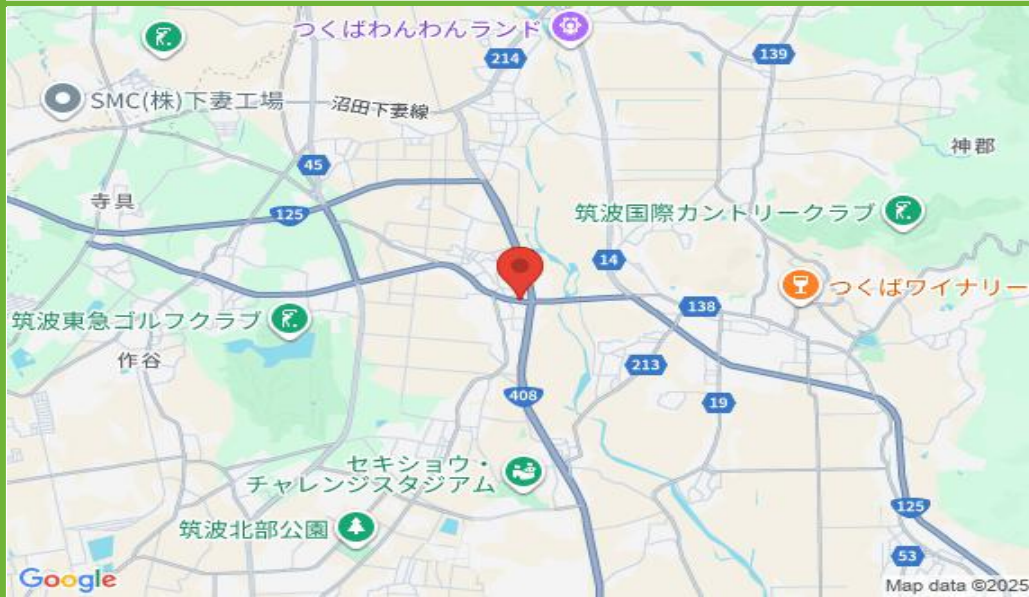 つくばわんわんランド
214
139
SMC(株)下妻工場
沼田下妻線
神郡
45
寺具
125
筑波国際カントリークラブ
14
つくばワイナリー
138
筑波東急ゴルフクラブ
作谷
213
408
19
セキショウ・
チャレンジスタジアム
125
筑波北部公園
53
Google
Map data ©2025